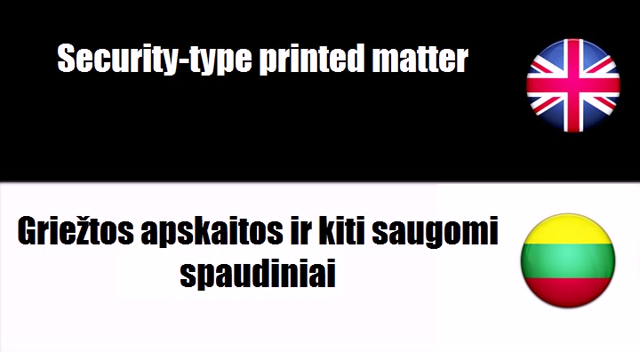 Security-type printed matter
Griežtos apskaitos ir kiti saugomi
spaudiniai